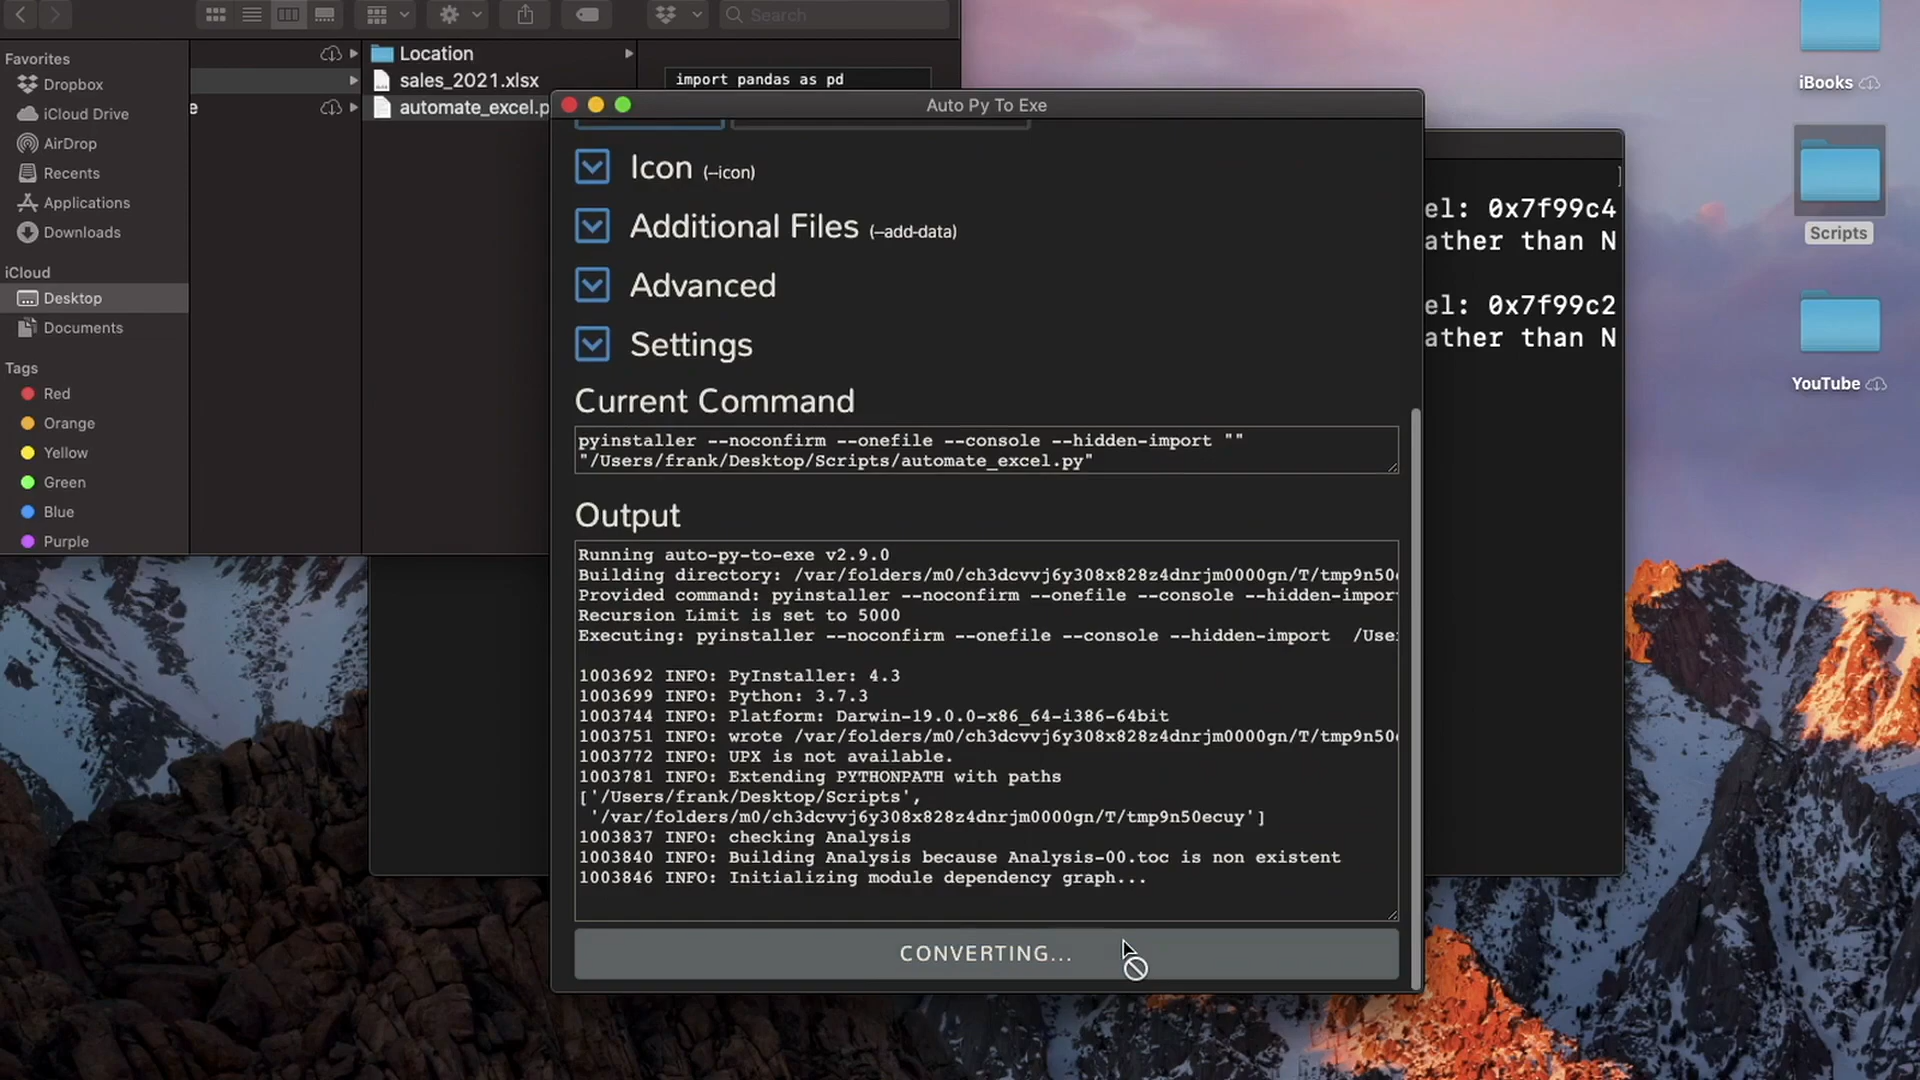 Search
Favorites
Dropbox
iCloud Drive
AirDrop
Recents
Applications
Downloads
iCloud
Desktop
Documents
Tags
Red
Orange
Yellow
Green
Blue
Purple
e
Location
sales_2021.xlsx
automate_excel.p
import pandas as pd
Auto Py To Exe
Icon (--icon)
Additional Files (--add-data)
Advanced
Settings
Current Command
pyinstaller --noconfirm --onefile --console --hidden-import ""
"/Users/frank/Desktop/Scripts/automate_excel.py"
Output
Running auto-py-to-exe v2.9.0
Building directory: /var/folders/m0/ch3dcvvj6y308x828z4dnrjm0000gn/T/tmp9n50
Provided command: pyinstaller --noconfirm --onefile --console --hidden-impor
Recursion Limit is set to 5000
Executing: pyinstaller --noconfirm --onefile --console --hidden-import  /Use
1003692 INFO: PyInstaller: 4.3
1003699 INFO: Python: 3.7.3
1003744 INFO: Platform: Darwin-19.0.0-x86_64-i386-64bit
1003751 INFO: wrote /var/folders/m0/ch3dcvvj6y308x828z4dnrjm0000gn/T/tmp9n50
1003772 INFO: UPX is not available.
1003781 INFO: Extending PYTHONPATH with paths
['/Users/frank/Desktop/Scripts',
'/var/folders/m0/ch3dcvvj6y308x828z4dnrjm0000gn/T/tmp9n50ecuy']
1003837 INFO: checking Analysis
1003840 INFO: Building Analysis because Analysis-00.toc is non existent
1003846 INFO: Initializing module dependency graph...
CONVERTING...
]
el: 0x7f99c4
ather than N
el: 0x7f99c2
ather than N
iBooks
Scripts
YouTube